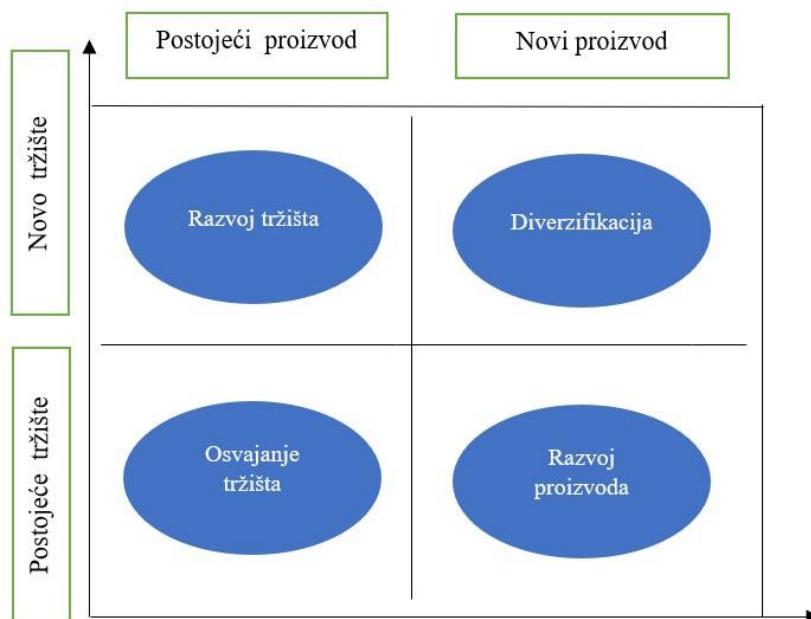 Postojeći proizvod
Novi proizvod
Novo tržište
Razvoj tržišta
Diverzifikacija
Postojeće tržište
Osvajanje
tržišta
Razvoj
proizvoda